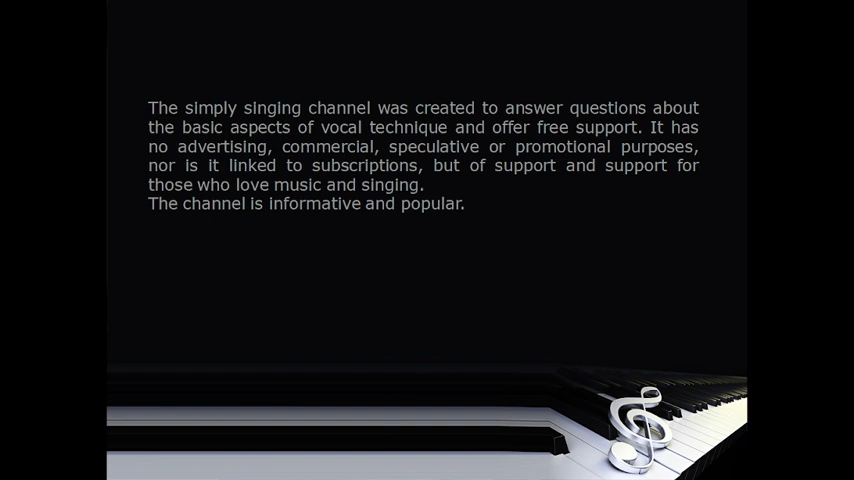 The simply singing channel was created to answer questions about
the basic aspects of vocal technique and offer free support. It has
no advertising, commercial, speculative or promotional purposes,
nor is it linked to subscriptions, but of support and support for
those who love music and singing.
The channel is informative and popular.